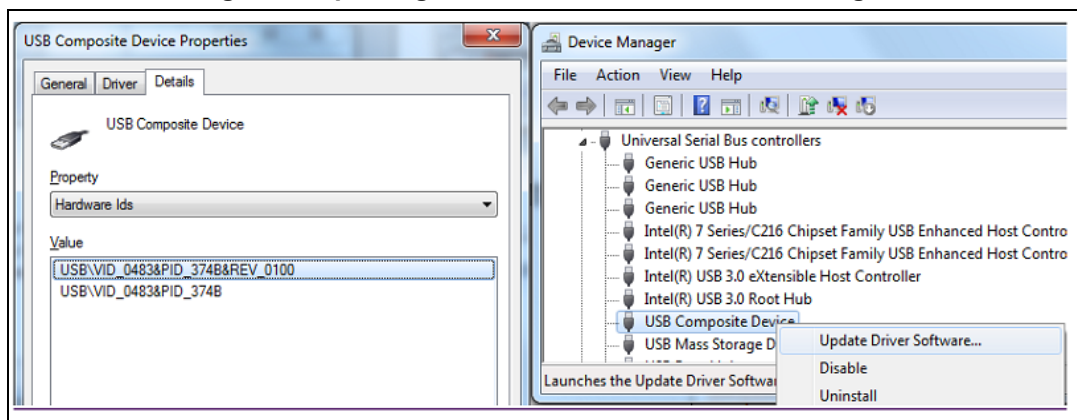 USB Composite Device Properties
General Driver Details
USB Composite Device
Property
Hardware Ids
Value
USB\VID_0483&PID_374B&REV_0100
USB\VID_0483&PID_374B
Device Manager
File Action View Help
Universal Serial Bus controllers
Generic USB Hub
Generic USB Hub
Generic USB Hub
Intel(R) 7 Series/C216 Chipset Family USB Enhanced Host Contro
Intel(R) 7 Series/C216 Chipset Family USB Enhanced Host Contro
Intel(R) USB 3.0 eXtensible Host Controller
Intel(R) USB 3.0 Root Hub
USB Composite Device
USB Mass Storage D
Launches the Update Driver Softwa
Update Driver Software...
Disable
Uninstall